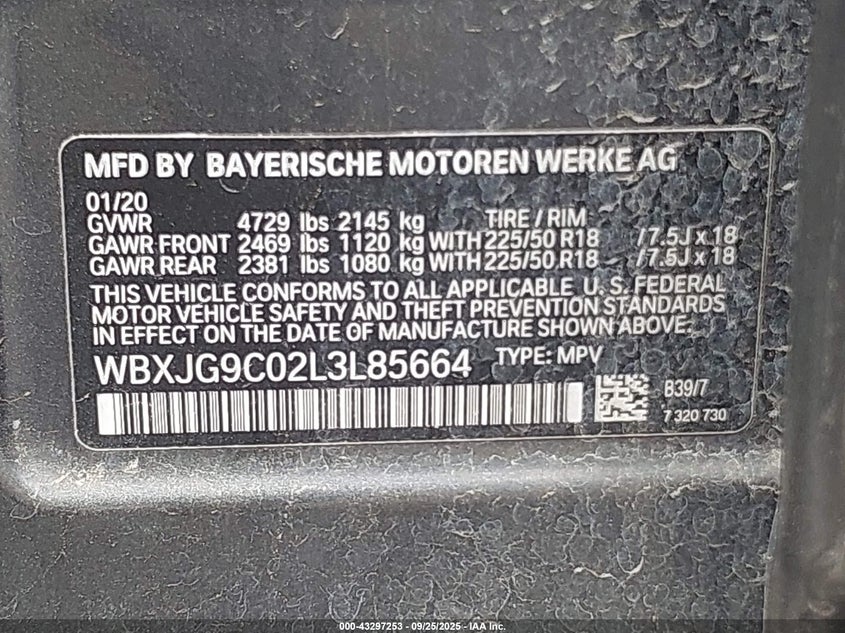 MFD BY BAYERISCHE MOTOREN WERKE AG
01/20
GVWR 4729 lbs 2145 kg TIRE / RIM
GAWR FRONT 2469 lbs 1120 kg WITH 225/50 R18 /7.5J x 18
GAWR REAR 2381 lbs 1080 kg WITH 225/50 R18 /7.5J x 18
THIS VEHICLE CONFORMS TO ALL APPLICABLE U. S. FEDERAL
MOTOR VEHICLE SAFETY AND THEFT PREVENTION STANDARDS
IN EFFECT ON THE DATE OF MANUFACTURE SHOWN ABOVE:
WBXJG9C02L3L85664 TYPE: MPV
B39/7
7 320 730
000-43297253 - 09/25/2025 - IAA Inc.